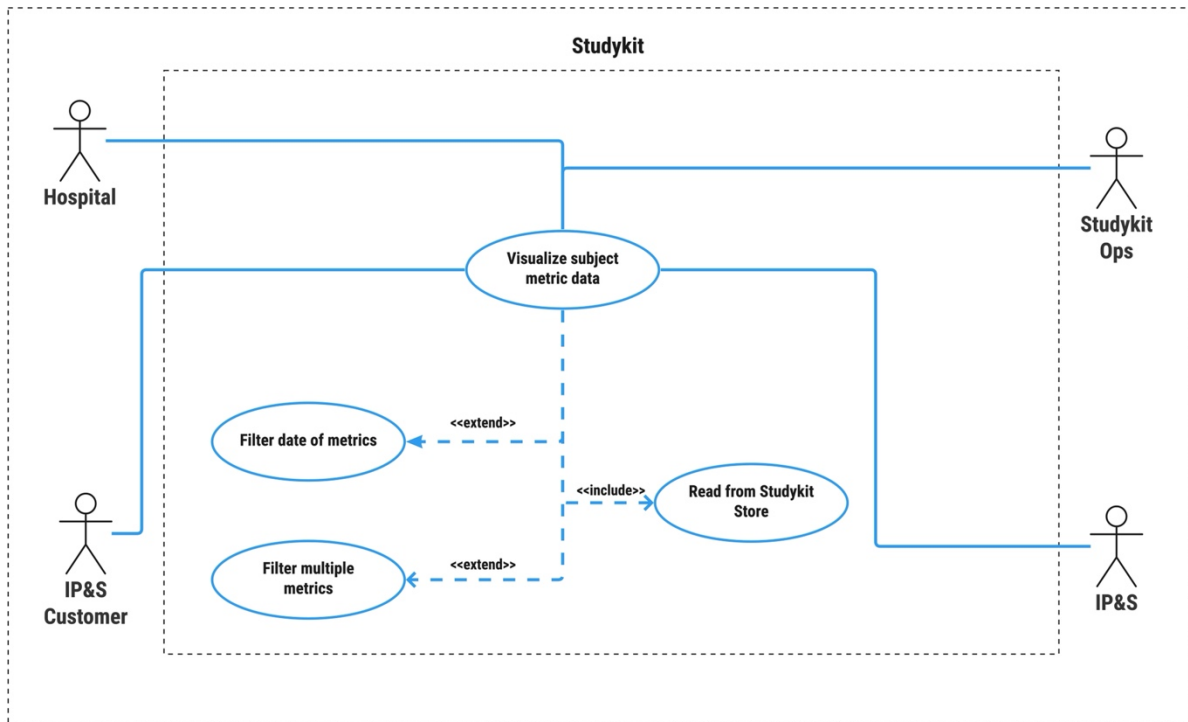 Studykit
Hospital
Studykit
Ops
Visualize subject
metric data
<<extend>>
Filter date of metrics
<<include>>
Read from Studykit
Store
<<extend>>
Filter multiple
metrics
IP&S
Customer
IP&S